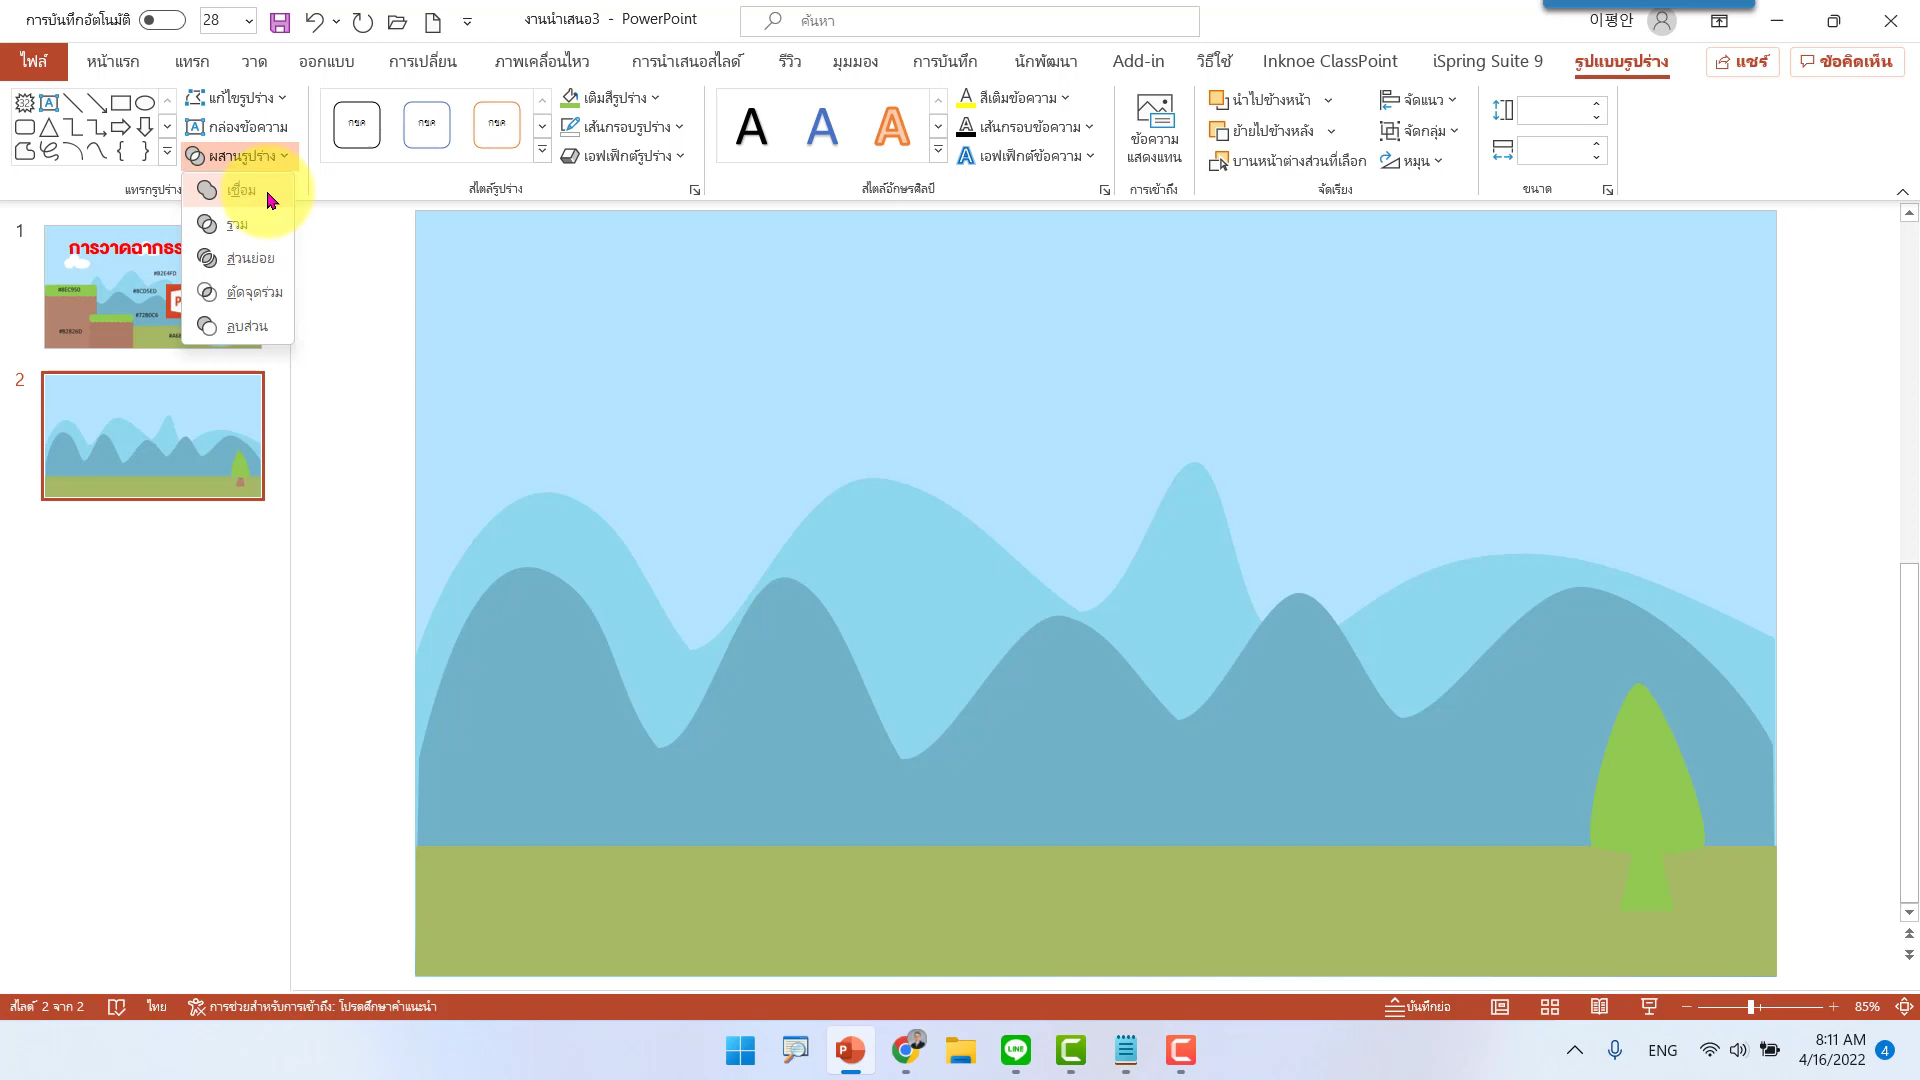 การบันทึกอัตโนมัติ
28
งานนำเสนอ3 - PowerPoint
ค้นหา
이평안
ไฟล์
หน้าแรก
แทรก
วาด
ออกแบบ
การเปลี่ยน
ภาพเคลื่อนไหว
การนำเสนอสไลด์
รีวิว
มุมมอง
การบันทึก
นักพัฒนา
Add-in
วิธีใช้
Inknoe ClassPoint
iSpring Suite 9
รูปแบบรูปร่าง
แชร์
ข้อคิดเห็น
แก้ไขรูปร่าง
กล่องข้อความ
ผสานรูปร่าง
แทรกรูปร่าง
กขค
กขค
กขค
เติมสีรูปร่าง
เส้นกรอบรูปร่าง
เอฟเฟ็กต์รูปร่าง
สไตล์รูปร่าง
A A A
สีเติมข้อความ
เส้นกรอบข้อความ
เอฟเฟ็กต์ข้อความ
สไตล์อักษรศิลป์
ข้อความ
แสดงแทน
การเข้าถึง
นำไปข้างหน้า
ย้ายไปข้างหลัง
บานหน้าต่างส่วนที่เลือก
จัดแนว
จัดกลุ่ม
หมุน
จัดเรียง
ขนาด
เชื่อม
รวม
ส่วนย่อย
ตัดจุดร่วม
ลบส่วน
1
การวาดฉากธร
#B2E4FD
#8EC950
#8CD5ED
#72B0C6
#B2826D
2
สไลด์ 2 จาก 2
ไทย
การช่วยสำหรับการเข้าถึง: โปรดศึกษาคำแนะนำ
บันทึกย่อ
85%
LINE
ENG
8:11 AM
4/16/2022
4